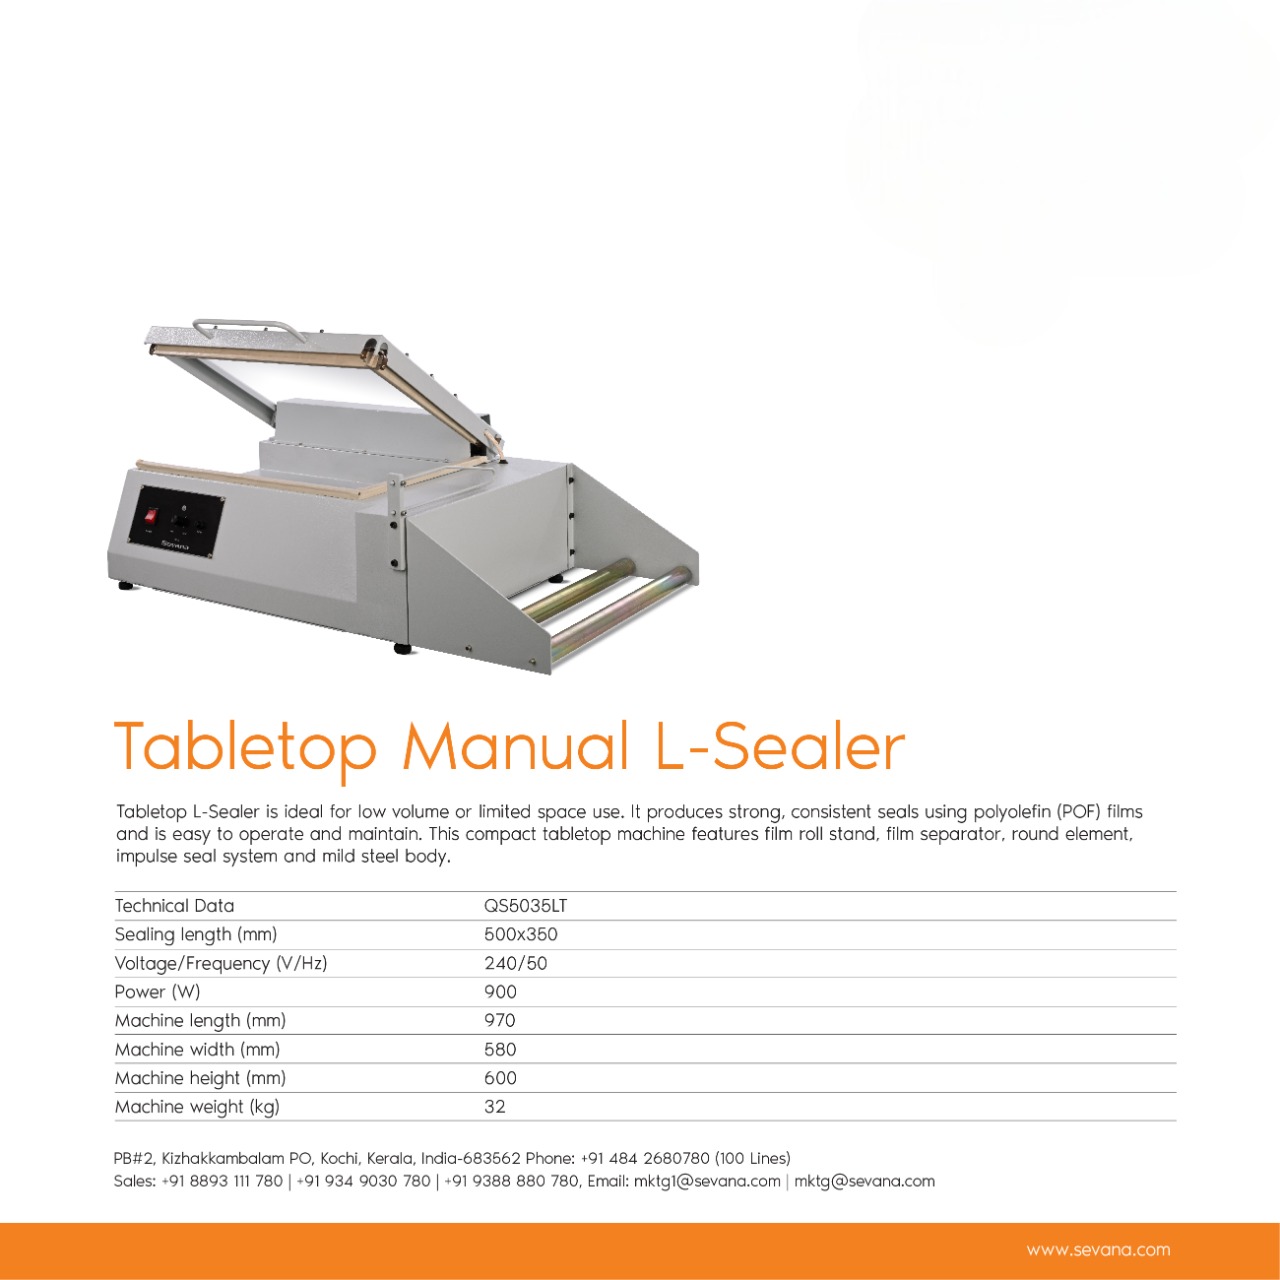 Sevana
Tabletop Manual L-Sealer
Tabletop L-Sealer is ideal for low volume or limited space use. It produces strong, consistent seals using polyolefin (POF) films
and is easy to operate and maintain. This compact tabletop machine features film roll stand, film separator, round element,
impulse seal system and mild steel body.
Technical Data QS5035LT
Sealing length (mm) 500x350
Voltage/Frequency (V/Hz) 240/50
Power (W) 900
Machine length (mm) 970
Machine width (mm) 580
Machine height (mm) 600
Machine weight (kg) 32
PB#2, Kizhakkambalam PO, Kochi, Kerala, India-683562 Phone: +91 484 2680780 (100 Lines)
Sales: +91 8893 111 780 | +91 934 9030 780 | +91 9388 880 780, Email: mktg1@sevana.com | mktg@sevana.com
www.sevana.com